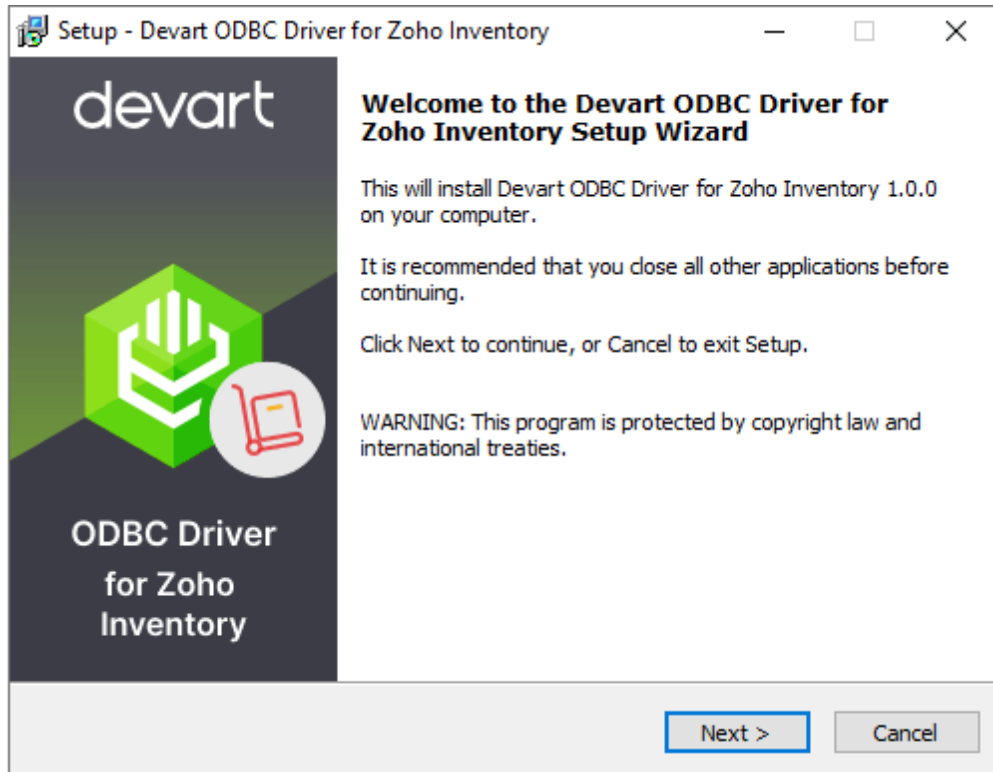 Setup - Devart ODBC Driver for Zoho Inventory
devart
Welcome to the Devart ODBC Driver for
Zoho Inventory Setup Wizard
This will install Devart ODBC Driver for Zoho Inventory 1.0.0
on your computer.
It is recommended that you close all other applications before
continuing.
Click Next to continue, or Cancel to exit Setup.
WARNING: This program is protected by copyright law and
international treaties.
ODBC Driver
for Zoho
Inventory
Next >
Cancel